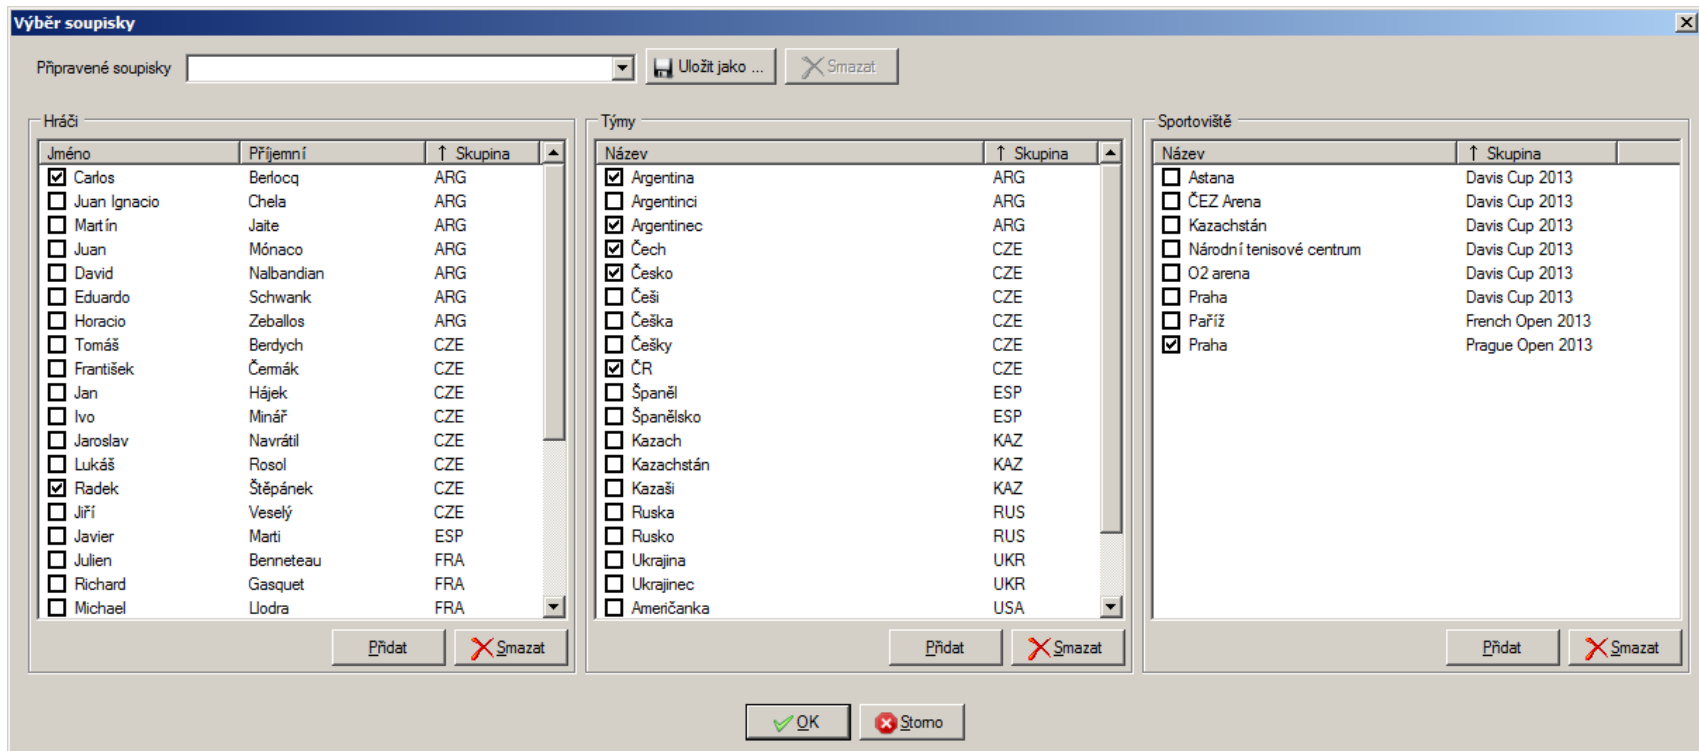 Výběr soupisky
Připravené soupisky Uložit jako ... Smazat
Hráči
Jméno Příjemní ↑ Skupina
Carlos Berlocq ARG
Juan Ignacio Chela ARG
Martín Jaite ARG
Juan Mónaco ARG
David Nalbandian ARG
Eduardo Schwank ARG
Horacio Zeballos ARG
Tomáš Berdych CZE
František Čermák CZE
Jan Hájek CZE
Ivo Minář CZE
Jaroslav Navrátil CZE
Lukáš Rosol CZE
Radek Štěpánek CZE
Jiří Veselý CZE
Javier Marti ESP
Julien Benneteau FRA
Richard Gasquet FRA
Michael Llodra FRA
Přidat Smazat
Týmy
Název ↑ Skupina
Argentina ARG
Argentinci ARG
Argentinec ARG
Čech CZE
Česko CZE
Češi CZE
Češka CZE
Češky CZE
ČR CZE
Španěl ESP
Španělsko ESP
Kazach KAZ
Kazachstán KAZ
Kazaši KAZ
Ruska RUS
Rusko RUS
Ukrajina UKR
Ukrajinec UKR
Američanka USA
Přidat Smazat
Sportoviště
Název ↑ Skupina
Astana Davis Cup 2013
ČEZ Arena Davis Cup 2013
Kazachstán Davis Cup 2013
Národní tenisové centrum Davis Cup 2013
O2 arena Davis Cup 2013
Praha Davis Cup 2013
Paříž French Open 2013
Praha Prague Open 2013
Přidat Smazat
OK Storno